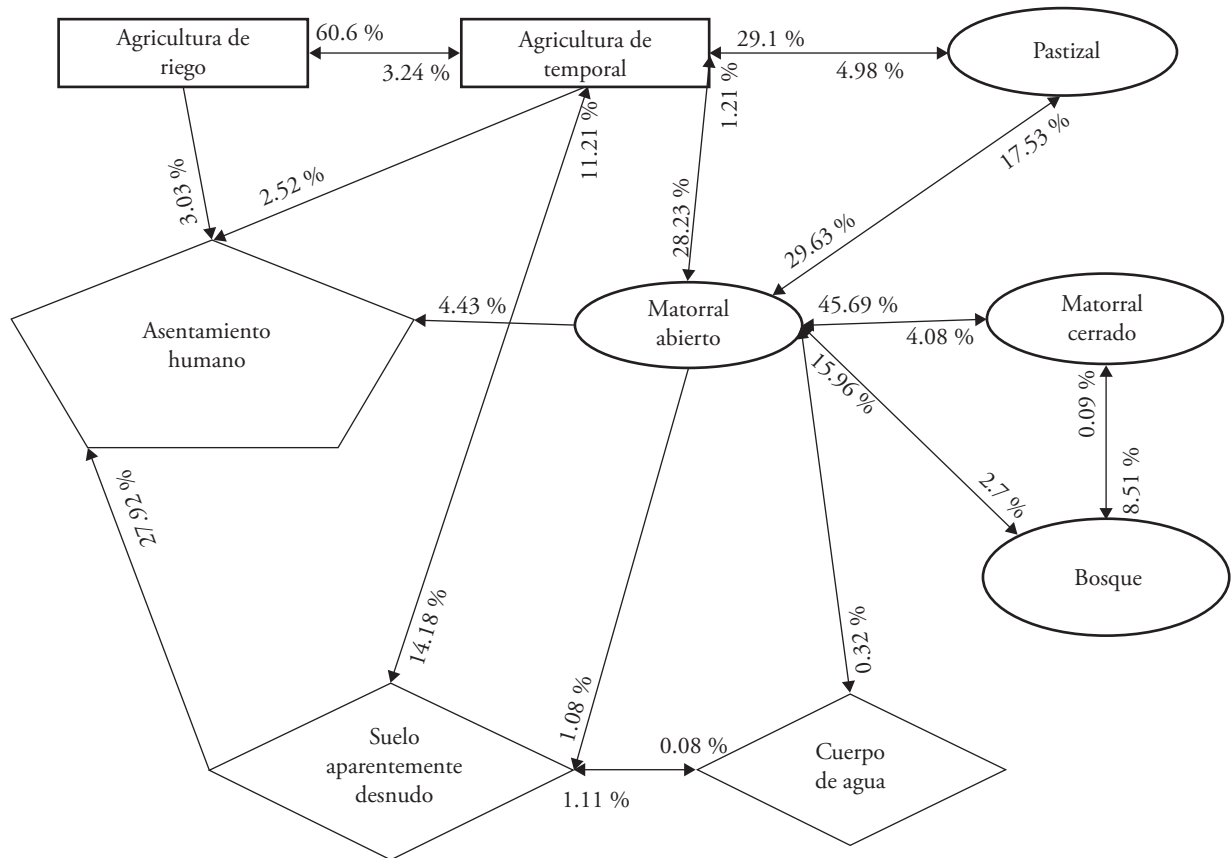 Agricultura de
riego
60.6 %
3.24 %
Agricultura de
temporal
29.1 %
4.98 %
Pastizal
1.21 %
11.21 %
17.53 %
3.03 %
2.52 %
28.23 %
29.63 %
4.43 %
Asentamiento
humano
Matorral
abierto
45.69 %
4.08 %
Matorral
cerrado
15.96 %
0.09 %
2.7 %
8.51 %
27.92 %
Bosque
14.18 %
0.32 %
1.08 %
Suelo
aparentemente
desnudo
0.08 %
1.11 %
Cuerpo
de agua